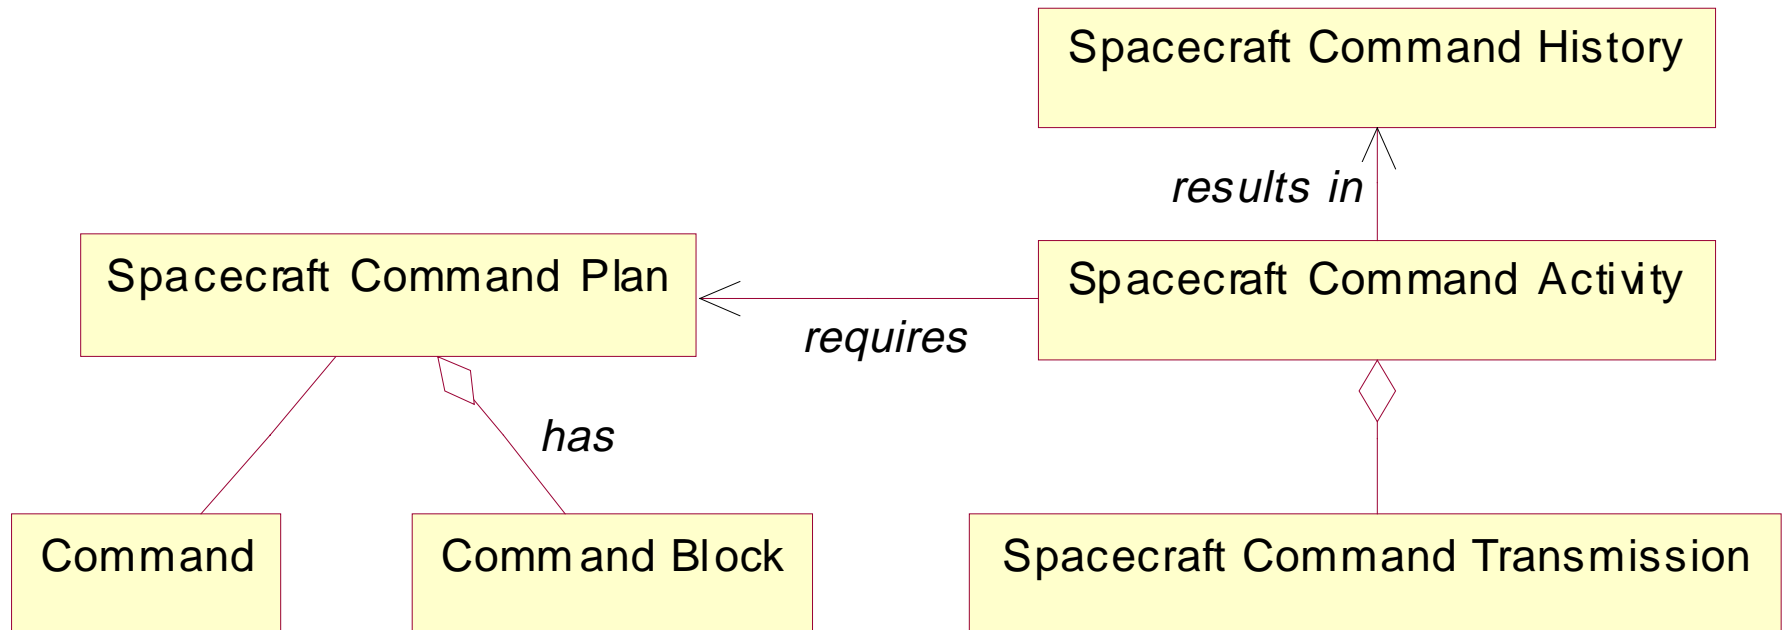 Spacecraft Command History
results in
Spacecraft Command Plan
Spacecraft Command Activity
requires
has
Command
Command Block
Spacecraft Command Transmission